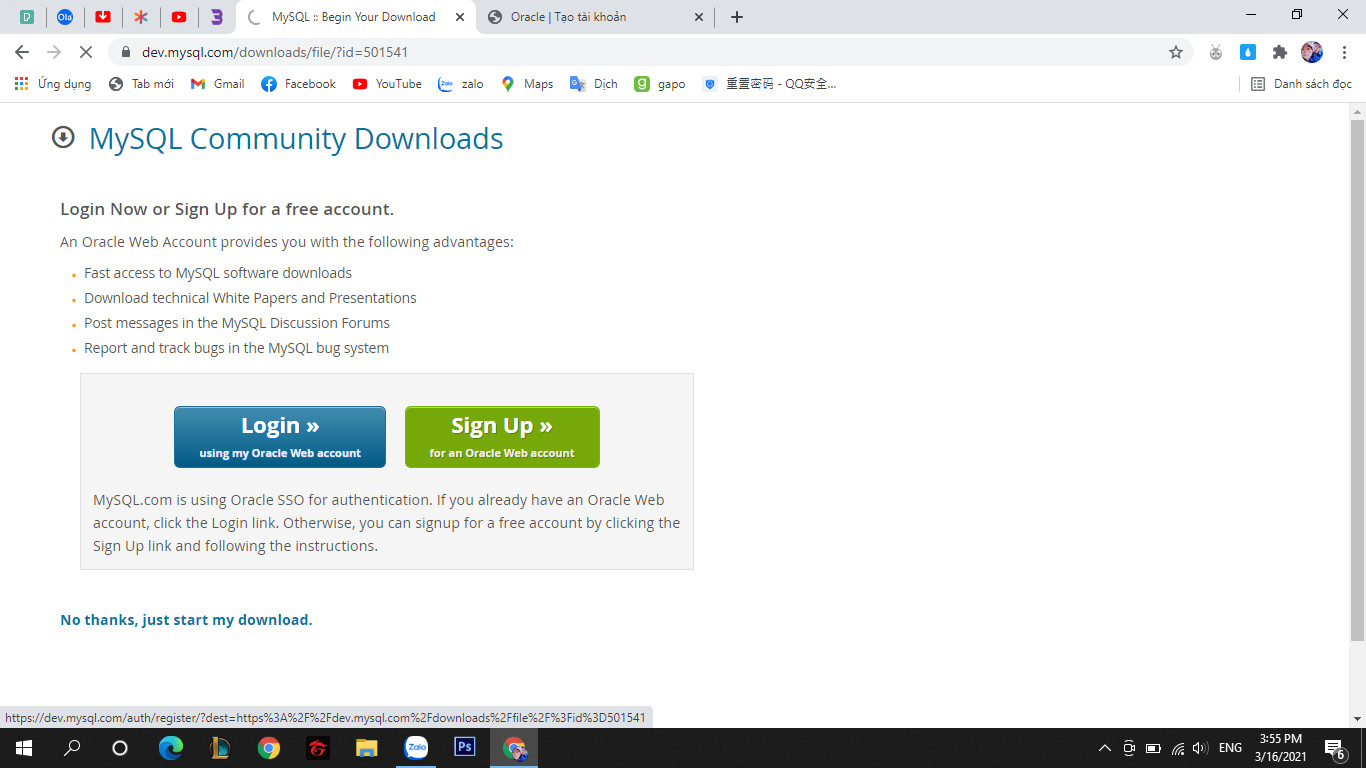 Ola
3
MySQL :: Begin Your Download
Oracle | Tạo tài khoản
dev.mysql.com/downloads/file/?id=501541
Ứng dụng
Tab mới
Gmail
Facebook
YouTube
Zalo
zalo
Maps
Dịch
gapo
重置密码 - QQ安全...
Danh sách đọc
MySQL Community Downloads
Login Now or Sign Up for a free account.
An Oracle Web Account provides you with the following advantages:
Fast access to MySQL software downloads
Download technical White Papers and Presentations
Post messages in the MySQL Discussion Forums
Report and track bugs in the MySQL bug system
Login »
using my Oracle Web account
Sign Up »
for an Oracle Web account
MySQL.com is using Oracle SSO for authentication. If you already have an Oracle Web
account, click the Login link. Otherwise, you can signup for a free account by clicking the
Sign Up link and following the instructions.
No thanks, just start my download.
https://dev.mysql.com/auth/register/?dest=https%3A%2F%2Fdev.mysql.com%2Fdownloads%2Ffile%2F%3Fid%3D501541
Zalo
Ps
ENG
3:55 PM
3/16/2021
6